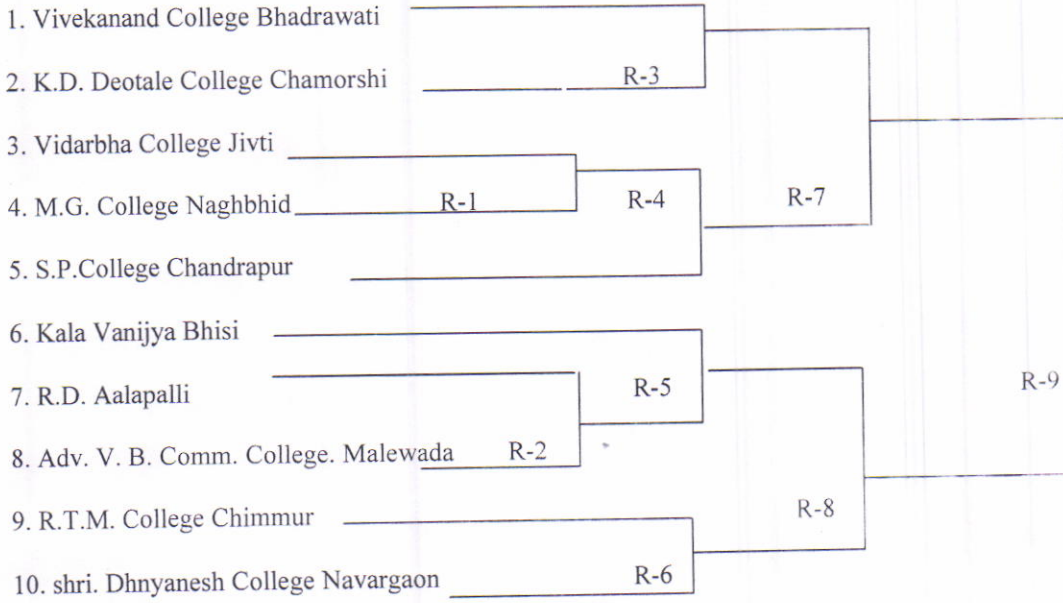 1. Vivekanand College Bhadrawati
2. K.D. Deotale College Chamorshi R-3
3. Vidarbha College Jivti
4. M.G. College Naghbhid R-1 R-4 R-7
5. S.P.College Chandrapur
6. Kala Vanijya Bhisi
7. R.D. Aalapalli R-5 R-9
8. Adv. V. B. Comm. College. Malewada R-2
9. R.T.M. College Chimmur R-8
10. shri. Dhnyanesh College Navargaon R-6